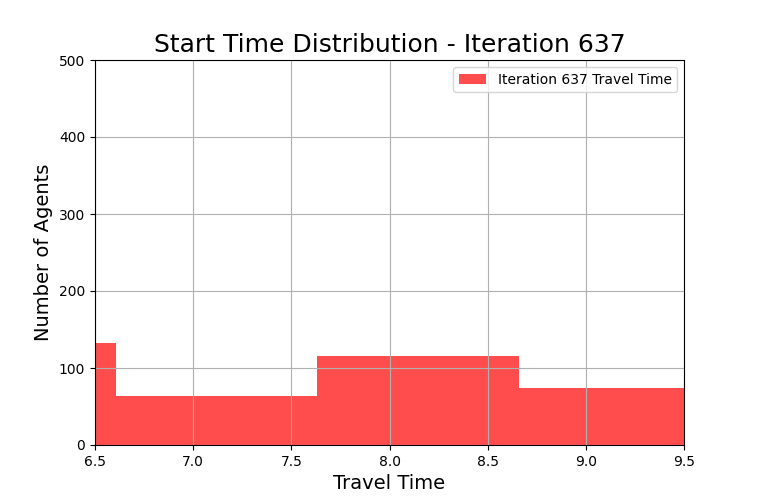 Start Time Distribution - Iteration 637
Iteration 637 Travel Time
Number of Agents
500
400
300
200
100
0
6.5 7.0 7.5 8.0 8.5 9.0 9.5
Travel Time